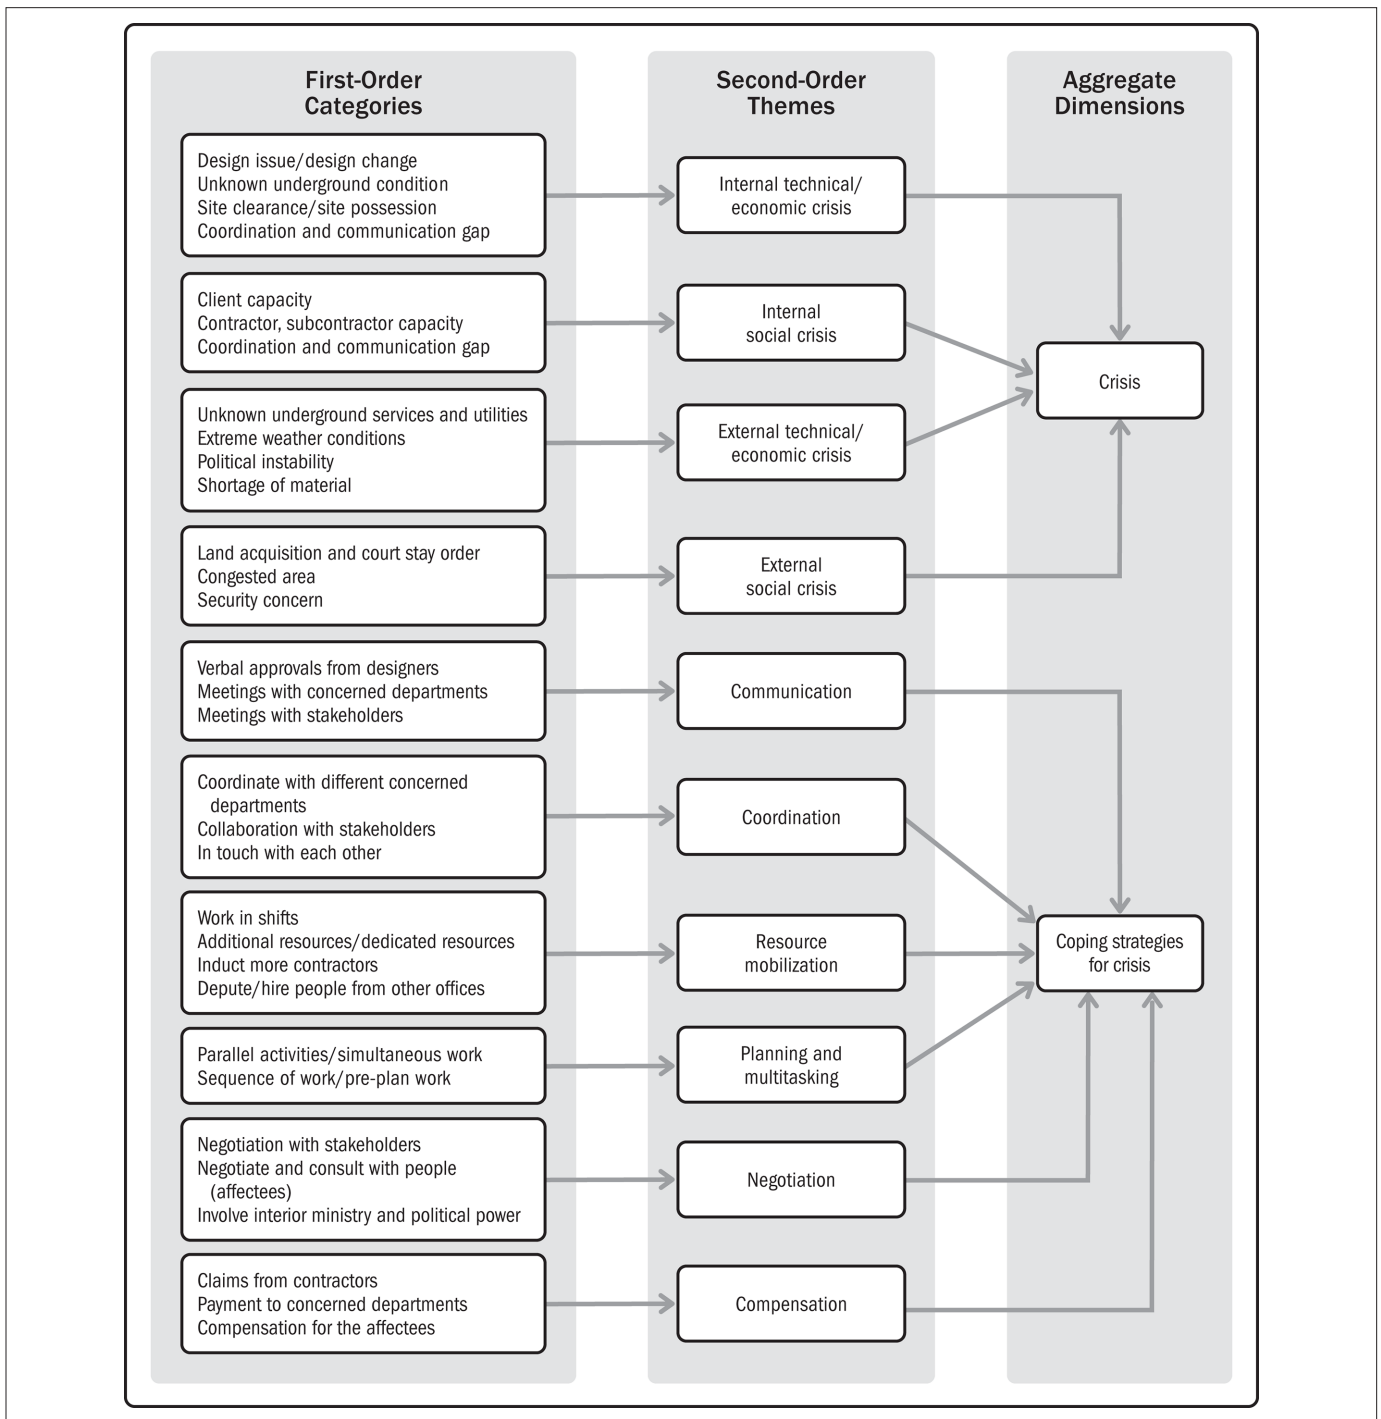 First-Order
Categories
Second-Order
Themes
Aggregate
Dimensions
Design issue/design change
Unknown underground condition
Site clearance/site possession
Coordination and communication gap
Internal technical/
economic crisis
Client capacity
Contractor, subcontractor capacity
Coordination and communication gap
Internal
social crisis
Crisis
Unknown underground services and utilities
Extreme weather conditions
Political instability
Shortage of material
External technical/
economic crisis
Land acquisition and court stay order
Congested area
Security concern
External
social crisis
Verbal approvals from designers
Meetings with concerned departments
Meetings with stakeholders
Communication
Coordinate with different concerned
departments
Collaboration with stakeholders
In touch with each other
Coordination
Work in shifts
Additional resources/dedicated resources
Induct more contractors
Depute/hire people from other offices
Resource
mobilization
Coping strategies
for crisis
Parallel activities/simultaneous work
Sequence of work/pre-plan work
Planning and
multitasking
Negotiation with stakeholders
Negotiate and consult with people
(affectees)
Involve interior ministry and political power
Negotiation
Claims from contractors
Payment to concerned departments
Compensation for the affectees
Compensation